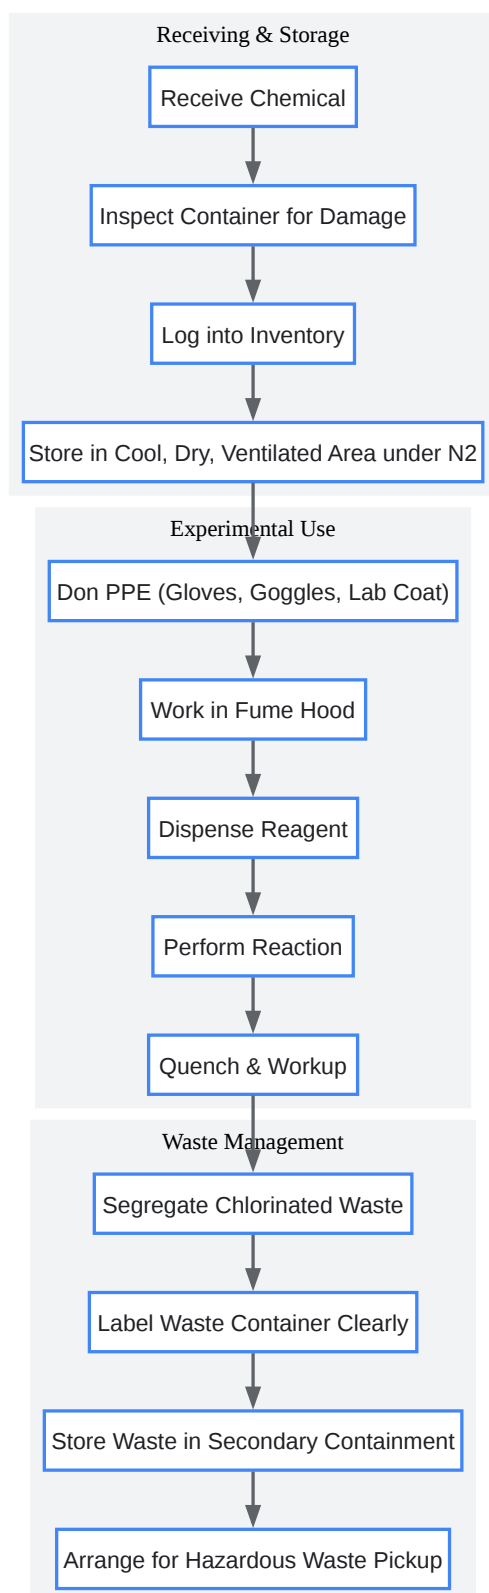 Receiving & Storage
Receive Chemical
Inspect Container for Damage
Log into Inventory
Store in Cool, Dry, Ventilated Area under N2
Experimental Use
Don PPE (Gloves, Goggles, Lab Coat)
Work in Fume Hood
Dispense Reagent
Perform Reaction
Quench & Workup
Waste Management
Segregate Chlorinated Waste
Label Waste Container Clearly
Store Waste in Secondary Containment
Arrange for Hazardous Waste Pickup